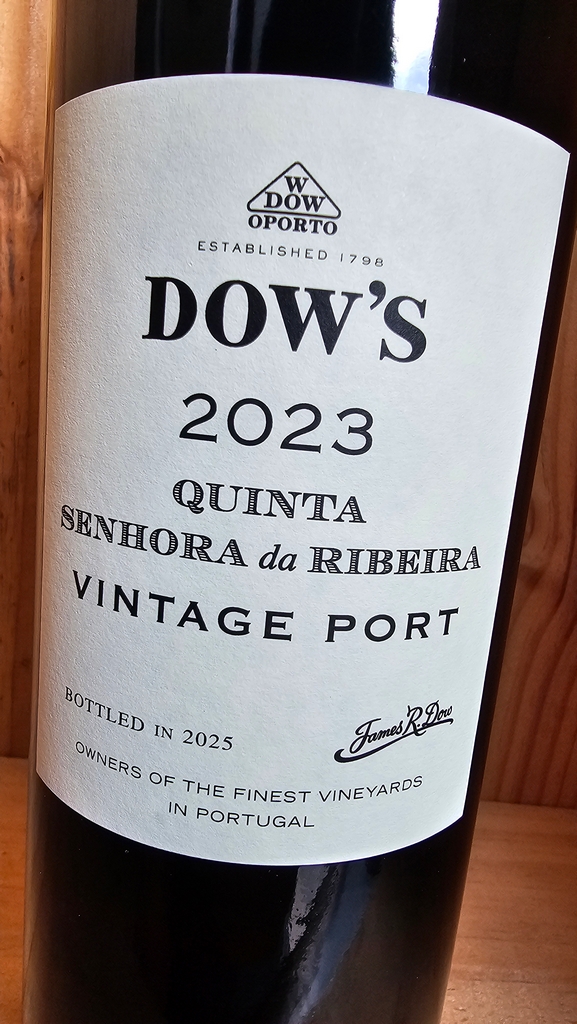 W
DOW
OPORTO
ESTABLISHED 1798
DOW'S
2023
QUINTA
SENHORA da RIBEIRA
VINTAGE PORT
BOTTLED IN 2025
James R. Dow
OWNERS OF THE FINEST VINEYARDS
IN PORTUGAL